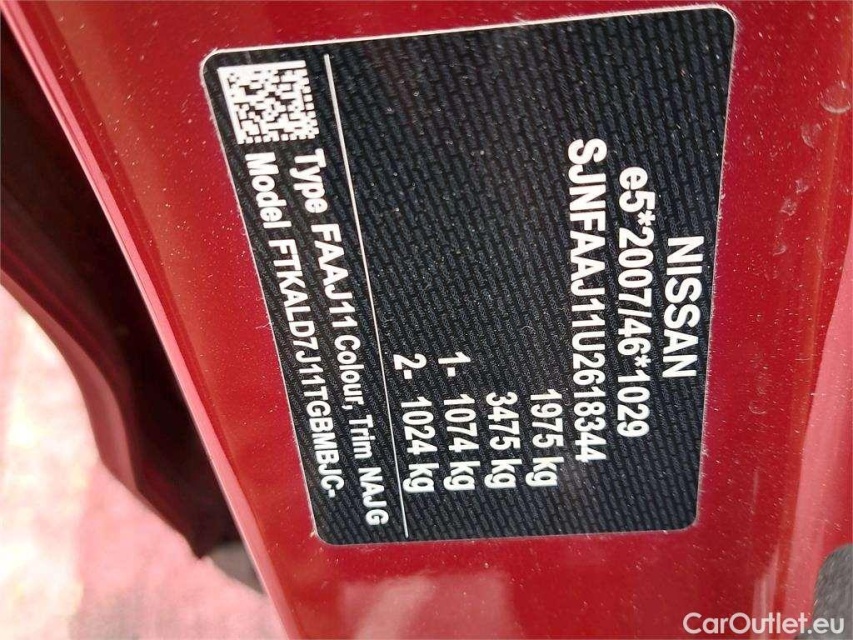 NISSAN
e5*2007/46*1029
SJNFAAJ11U2618344
1975 kg
3475 kg
1- 1074 kg
2- 1024 kg
Type FAAJ11 Colour, Trim NAJ G
Model FTKALD7J11TGBMBJC-
CarOutlet.eu